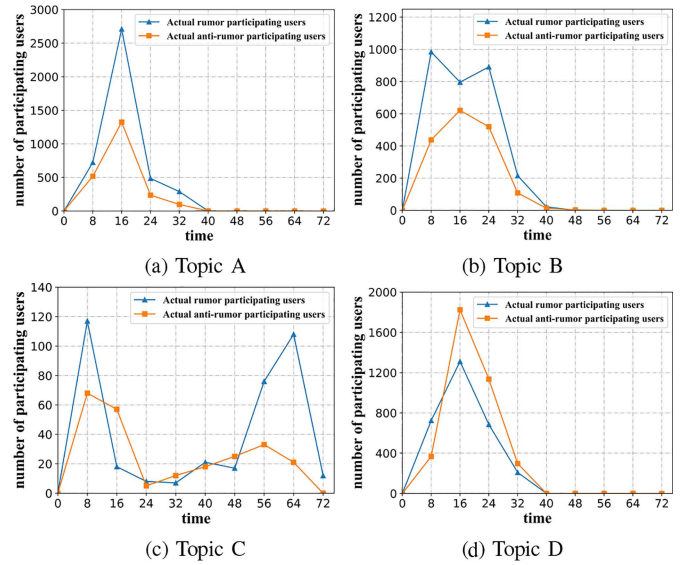 3000
2500
2000
1500
1000
500
0
number of participating users
Actual rumor participating users
Actual anti-rumor participating users
0 8 16 24 32 40 48 56 64 72
time
(a) Topic A
1200
1000
800
600
400
200
0
number of participating users
Actual rumor participating users
Actual anti-rumor participating users
0 8 16 24 32 40 48 56 64 72
time
(b) Topic B
140
120
100
80
60
40
20
0
number of participating users
Actual rumor participating users
Actual anti-rumor participating users
0 8 16 24 32 40 48 56 64 72
time
(c) Topic C
2000
1600
1200
800
400
0
number of participating users
Actual rumor participating users
Actual anti-rumor participating users
0 8 16 24 32 40 48 56 64 72
time
(d) Topic D